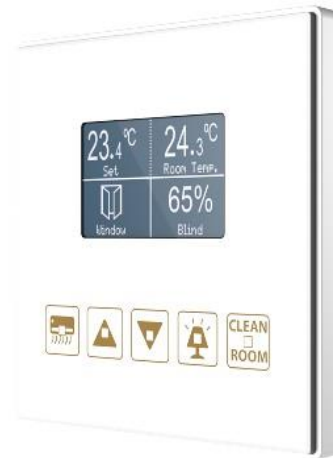 23.4°C 24.3°C
Set Room Temp.
65%
Window Blind
CLEAN
ROOM